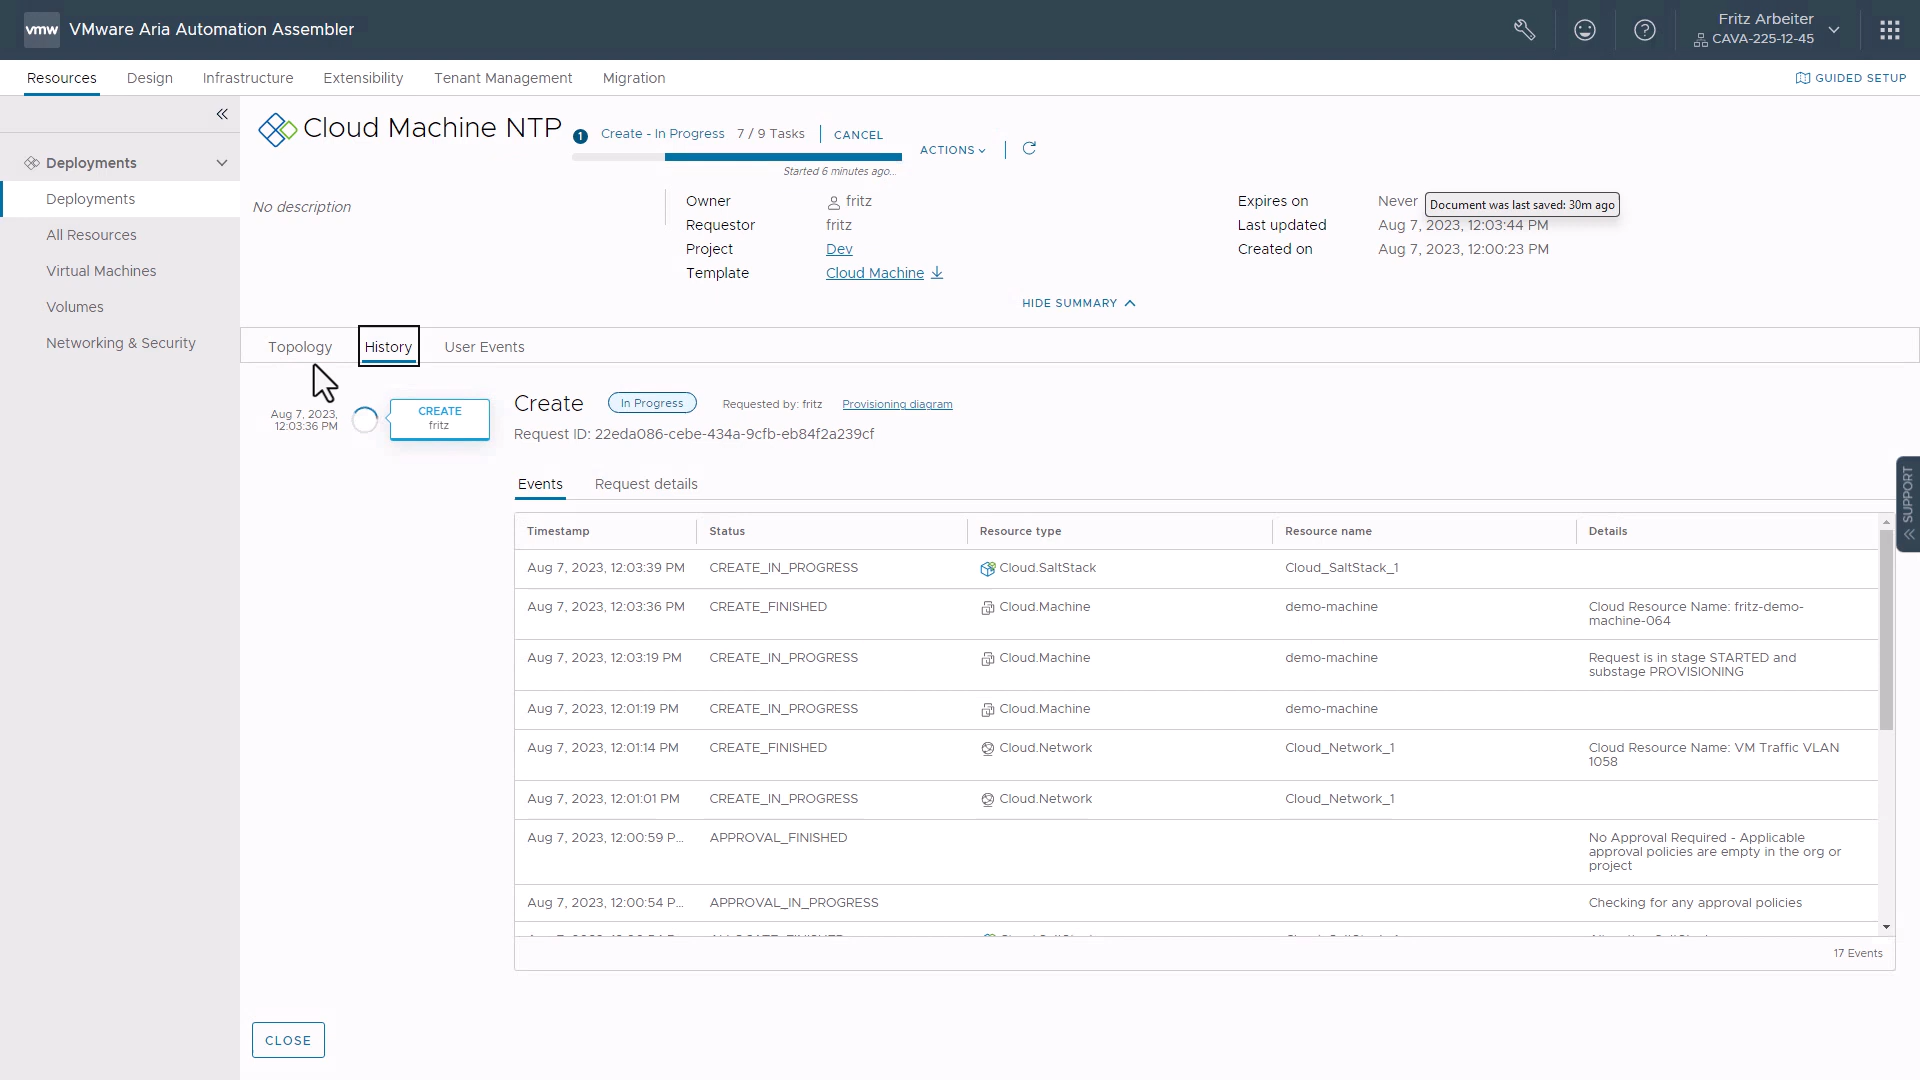 vmw VMware Aria Automation Assembler
Fritz Arbeiter
CAVA-225-12-45
Resources Design Infrastructure Extensibility Tenant Management Migration GUIDED SETUP
Deployments
Deployments
All Resources
Virtual Machines
Volumes
Networking & Security
Cloud Machine NTP
1 Create - In Progress 7 / 9 Tasks CANCEL
Started 6 minutes ago...
ACTIONS
No description
Owner fritz
Requestor fritz
Project Dev
Template Cloud Machine
Expires on Never
Document was last saved: 30m ago
Last updated Aug 7, 2023, 12:03:44 PM
Created on Aug 7, 2023, 12:00:23 PM
HIDE SUMMARY
Topology History User Events
Aug 7, 2023,
12:03:36 PM
CREATE
fritz
Create In Progress Requested by: fritz Provisioning diagram
Request ID: 22eda086-cebe-434a-9cfb-eb84f2a239cf
Events Request details
Timestamp Status Resource type Resource name Details
Aug 7, 2023, 12:03:39 PM CREATE_IN_PROGRESS Cloud.SaltStack Cloud_SaltStack_1
Aug 7, 2023, 12:03:36 PM CREATE_FINISHED Cloud.Machine demo-machine Cloud Resource Name: fritz-demo-
machine-064
Aug 7, 2023, 12:03:19 PM CREATE_IN_PROGRESS Cloud.Machine demo-machine Request is in stage STARTED and
substage PROVISIONING
Aug 7, 2023, 12:01:19 PM CREATE_IN_PROGRESS Cloud.Machine demo-machine
Aug 7, 2023, 12:01:14 PM CREATE_FINISHED Cloud.Network Cloud_Network_1 Cloud Resource Name: VM Traffic VLAN
1058
Aug 7, 2023, 12:01:01 PM CREATE_IN_PROGRESS Cloud.Network Cloud_Network_1
Aug 7, 2023, 12:00:59 P... APPROVAL_FINISHED No Approval Required - Applicable
approval policies are empty in the org or
project
Aug 7, 2023, 12:00:54 P... APPROVAL_IN_PROGRESS Checking for any approval policies
17 Events
SUPPORT
CLOSE